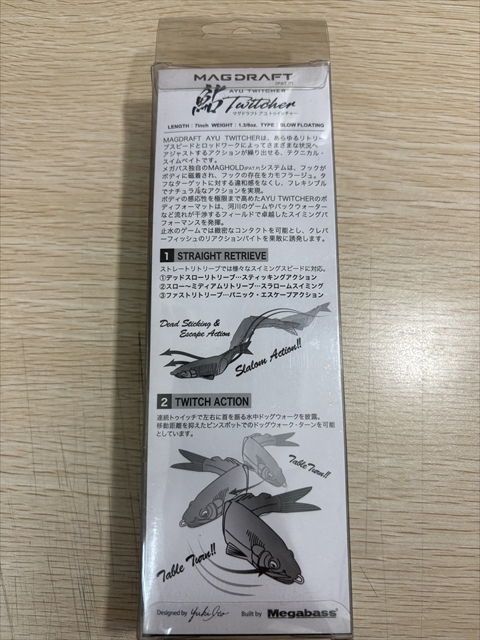 MAGDRAFT
鮎 AYU TWITCHER
Twitcher
マグドラフト アユ トゥイッチャー
LENGTH : 7inch WEIGHT : 1.3/8oz. TYPE : SLOW FLOATING
MAGDRAFT AYU TWITCHERは、あらゆるリトリー
ブスピードとロッドワークによってさまざまな状況へ
アジャストするアクションが繰り出せる、テクニカル・
スイムベイトです。
メガバス独自のMAGHOLD(PAT.P)システムは、フックが
ボディに磁着され、フックの存在をカモフラージュ。タ
フなターゲットに対する違和感をなくし、フレキシブル
でナチュラルなアクションを実現。
ボディの感応性を極限まで高めたAYU TWITCHERのボ
ディフォーマットは、河川のゲームやバックウォーター
など流れが干渉するフィールドで卓越したスイミングパ
フォーマンスを発揮。
止水のゲームでは緻密なコンタクトを可能とし、クレバ
ーフィッシュのリアクションバイトを果敢に誘発します。
1 STRAIGHT RETRIEVE
ストレートリトリーブでは様々なスイミングスピードに対応。
①デッドスローリトリーブ…スティッキングアクション
②スロー〜ミディアムリトリーブ…スラロームスイミング
③ファストリトリーブ…パニック・エスケープアクション
Dead Sticking &
Escape Action
Slalom Action!!
2 TWITCH ACTION
連続トゥイッチで左右に首を振る水中ドッグウォークを披露。
移動距離を抑えたピンスポットでのドッグウォーク・ターンを可能
としています。
Table Turn!!
Table Turn!!
Designed by Yuki Ito Built by Megabass®